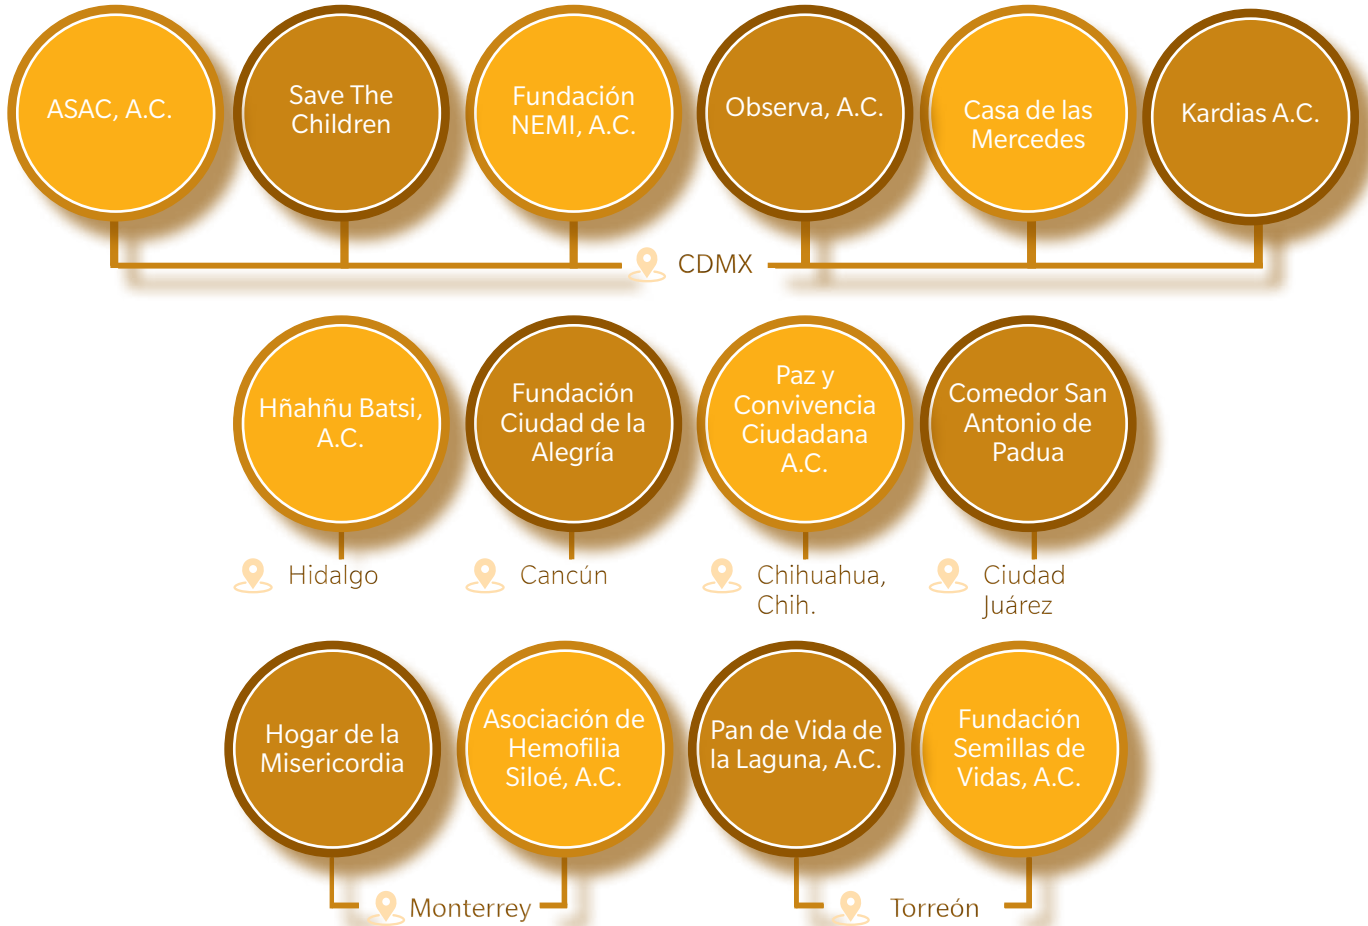 ASAC, A.C.
Save The
Children
Fundación
NEMI, A.C.
Observa, A.C.
Casa de las
Mercedes
Kardias A.C.
CDMX
Hñahñu Batsi,
A.C.
Fundación
Ciudad de la
Alegría
Paz y
Convivencia
Ciudadana
A.C.
Comedor San
Antonio de
Padua
Hidalgo
Cancún
Chihuahua,
Chih.
Ciudad
Juárez
Hogar de la
Misericordia
Asociación de
Hemofilia
Siloé, A.C.
Pan de Vida de
la Laguna, A.C.
Fundación
Semillas de
Vidas, A.C.
Monterrey
Torreón